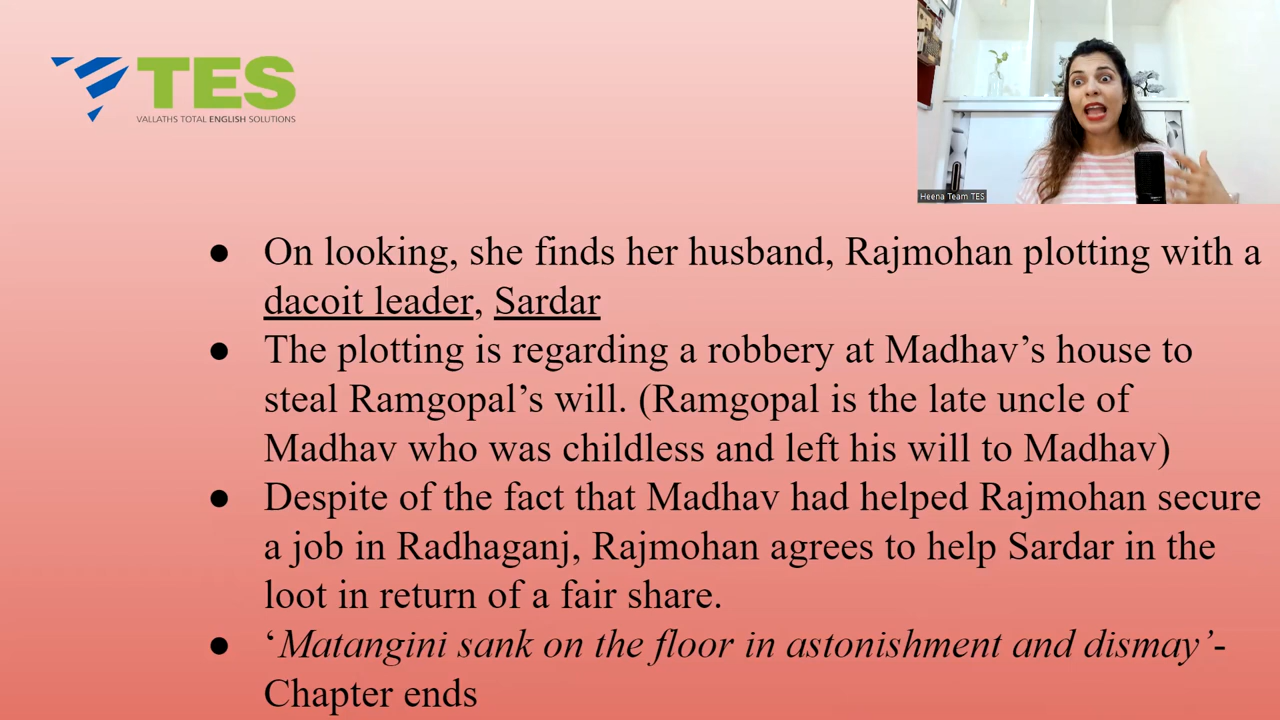 TES
VALLATHS TOTAL ENGLISH SOLUTIONS
Heena Team TES
● On looking, she finds her husband, Rajmohan plotting with a
dacoit leader, Sardar
● The plotting is regarding a robbery at Madhav’s house to
steal Ramgopal’s will. (Ramgopal is the late uncle of
Madhav who was childless and left his will to Madhav)
● Despite of the fact that Madhav had helped Rajmohan secure
a job in Radhaganj, Rajmohan agrees to help Sardar in the
loot in return of a fair share.
● ‘Matangini sank on the floor in astonishment and dismay’-
Chapter ends